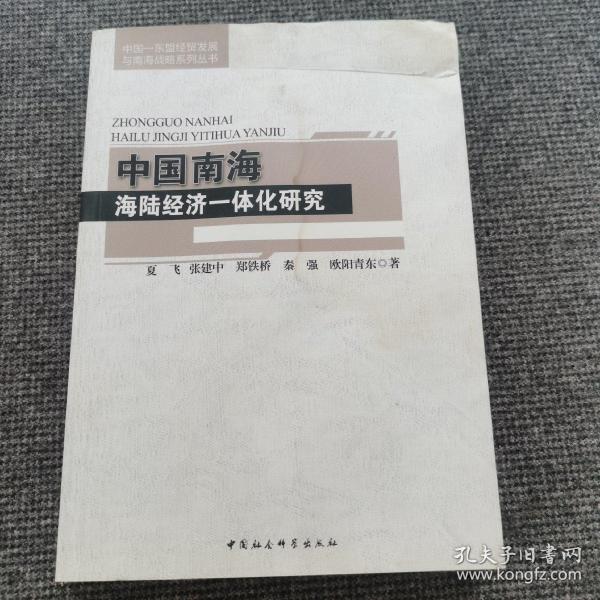 中国—东盟经贸发展
与南海战略系列丛书
ZHONGGUO NANHAI
HAILU JINGJI YITIHUA YANJIU
中国南海
海陆经济一体化研究
夏 飞 张建中 郑铁桥 秦 强 欧阳青东◎著
中国社会科学出版社
孔夫子旧书网
www.kongfz.com